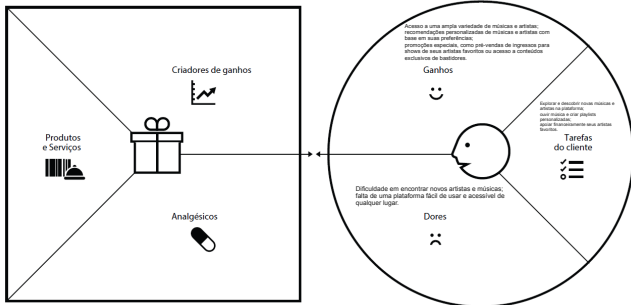 Criadores de ganhos
Produtos
e Serviços
Analgésicos
Acesso a uma ampla variedade de músicas e artistas;
recomendações personalizadas de músicas e artistas com
base em suas preferências;
promoções especiais, como pré-vendas de ingressos para
shows de seus artistas favoritos ou acesso a conteúdos
exclusivos de bastidores.
Ganhos
Explorar e descobrir novas músicas e
artistas na plataforma;
ouvir música e criar playlists
personalizadas;
apoiar financeiramente seus artistas
favoritos.
Tarefas
do cliente
Dificuldade em encontrar novos artistas e músicas;
falta de uma plataforma fácil de usar e acessível de
qualquer lugar.
Dores